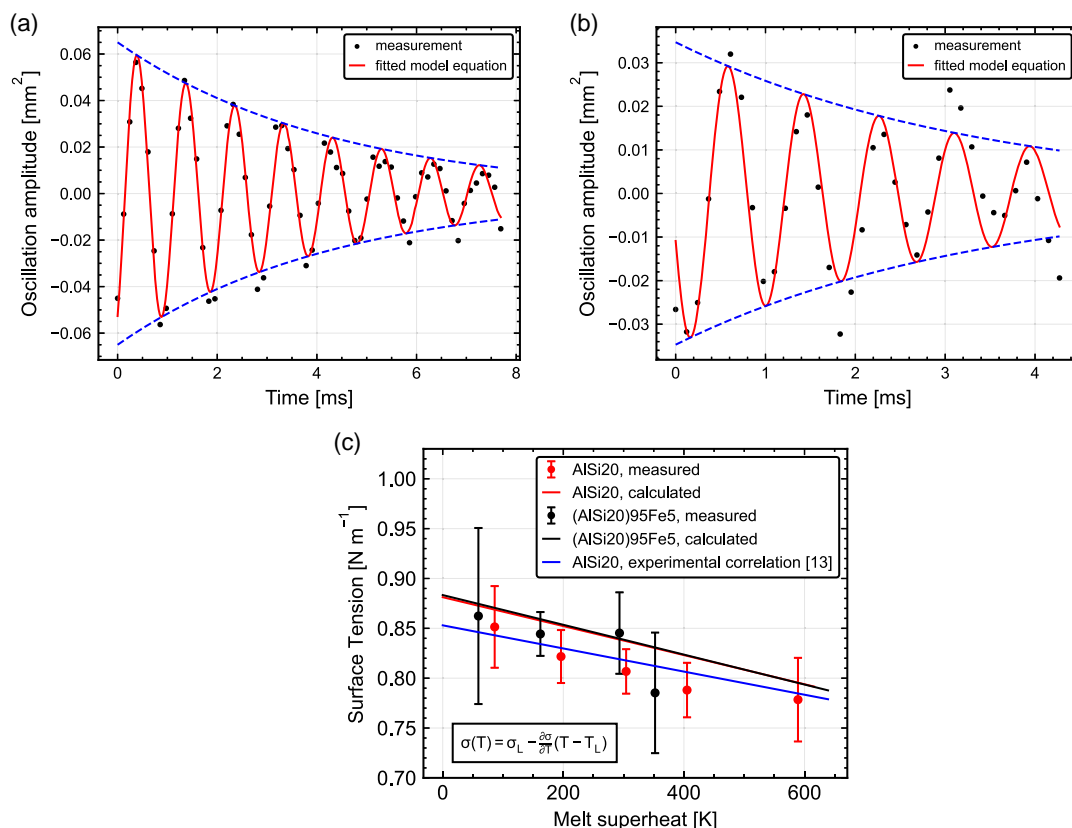 (a)
measurement
fitted model equation
Oscillation amplitude [mm²]
0.06
0.04
0.02
0.00
−0.02
−0.04
−0.06
0 2 4 6 8
Time [ms]
(b)
measurement
fitted model equation
Oscillation amplitude [mm²]
0.03
0.02
0.01
0.00
−0.01
−0.02
−0.03
0 1 2 3 4
Time [ms]
(c)
AlSi20, measured
AlSi20, calculated
(AlSi20)95Fe5, measured
(AlSi20)95Fe5, calculated
AlSi20, experimental correlation [13]
Surface Tension [N m⁻¹]
1.00
0.95
0.90
0.85
0.80
0.75
0.70
σ(T) = σ_L − ∂σ/∂T (T − T_L)
0 200 400 600
Melt superheat [K]